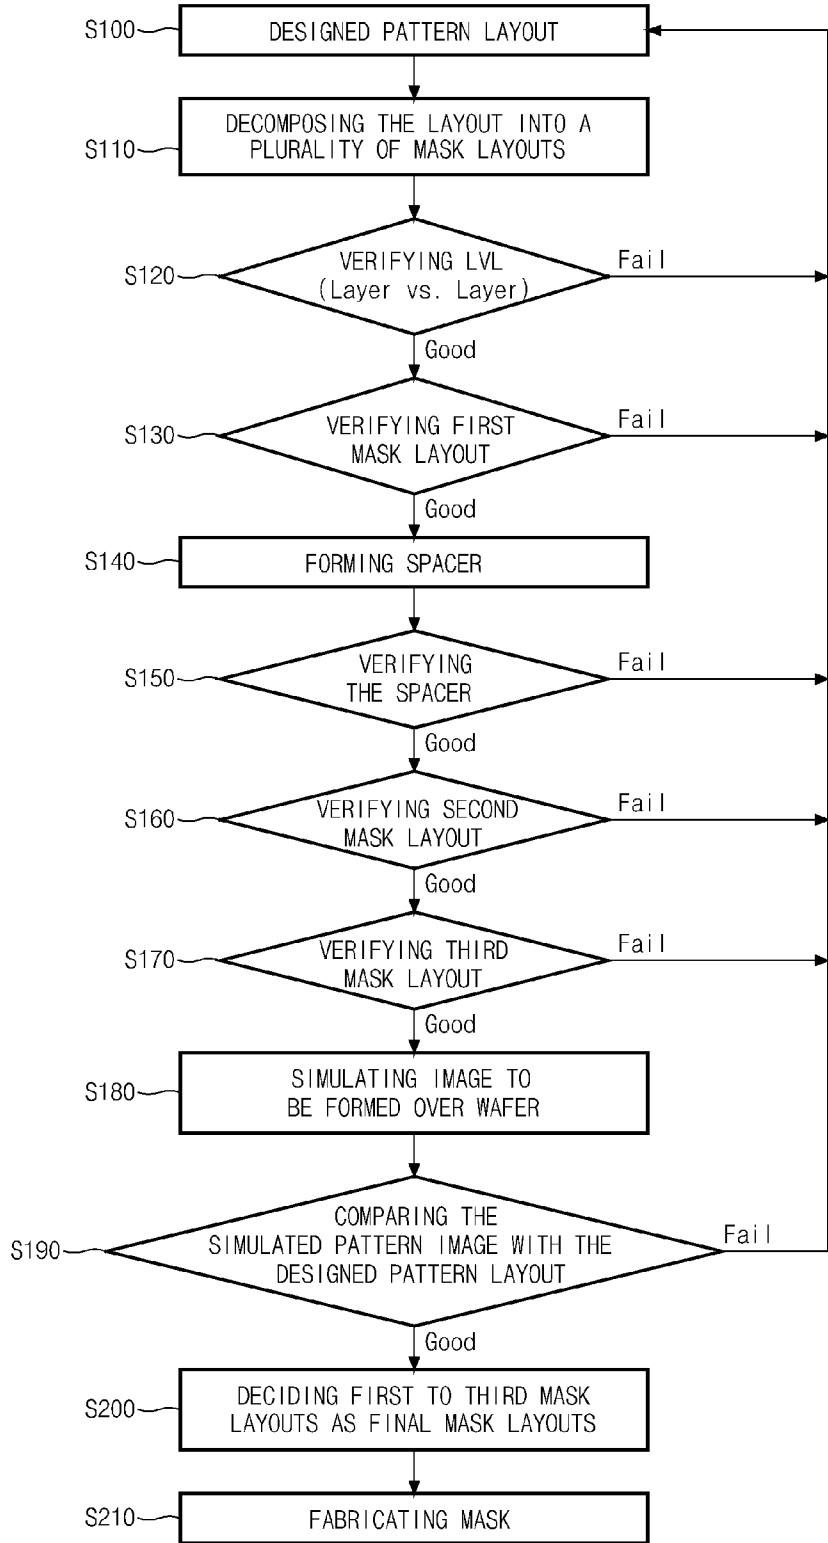 S100
DESIGNED PATTERN LAYOUT
S110
DECOMPOSING THE LAYOUT INTO A
PLURALITY OF MASK LAYOUTS
S120
VERIFYING LVL
(Layer vs. Layer)
Fail
Good
S130
VERIFYING FIRST
MASK LAYOUT
Fail
Good
S140
FORMING SPACER
S150
VERIFYING
THE SPACER
Fail
Good
S160
VERIFYING SECOND
MASK LAYOUT
Fail
Good
S170
VERIFYING THIRD
MASK LAYOUT
Fail
Good
S180
SIMULATING IMAGE TO
BE FORMED OVER WAFER
S190
COMPARING THE
SIMULATED PATTERN IMAGE WITH THE
DESIGNED PATTERN LAYOUT
Fail
Good
S200
DECIDING FIRST TO THIRD MASK
LAYOUTS AS FINAL MASK LAYOUTS
S210
FABRICATING MASK